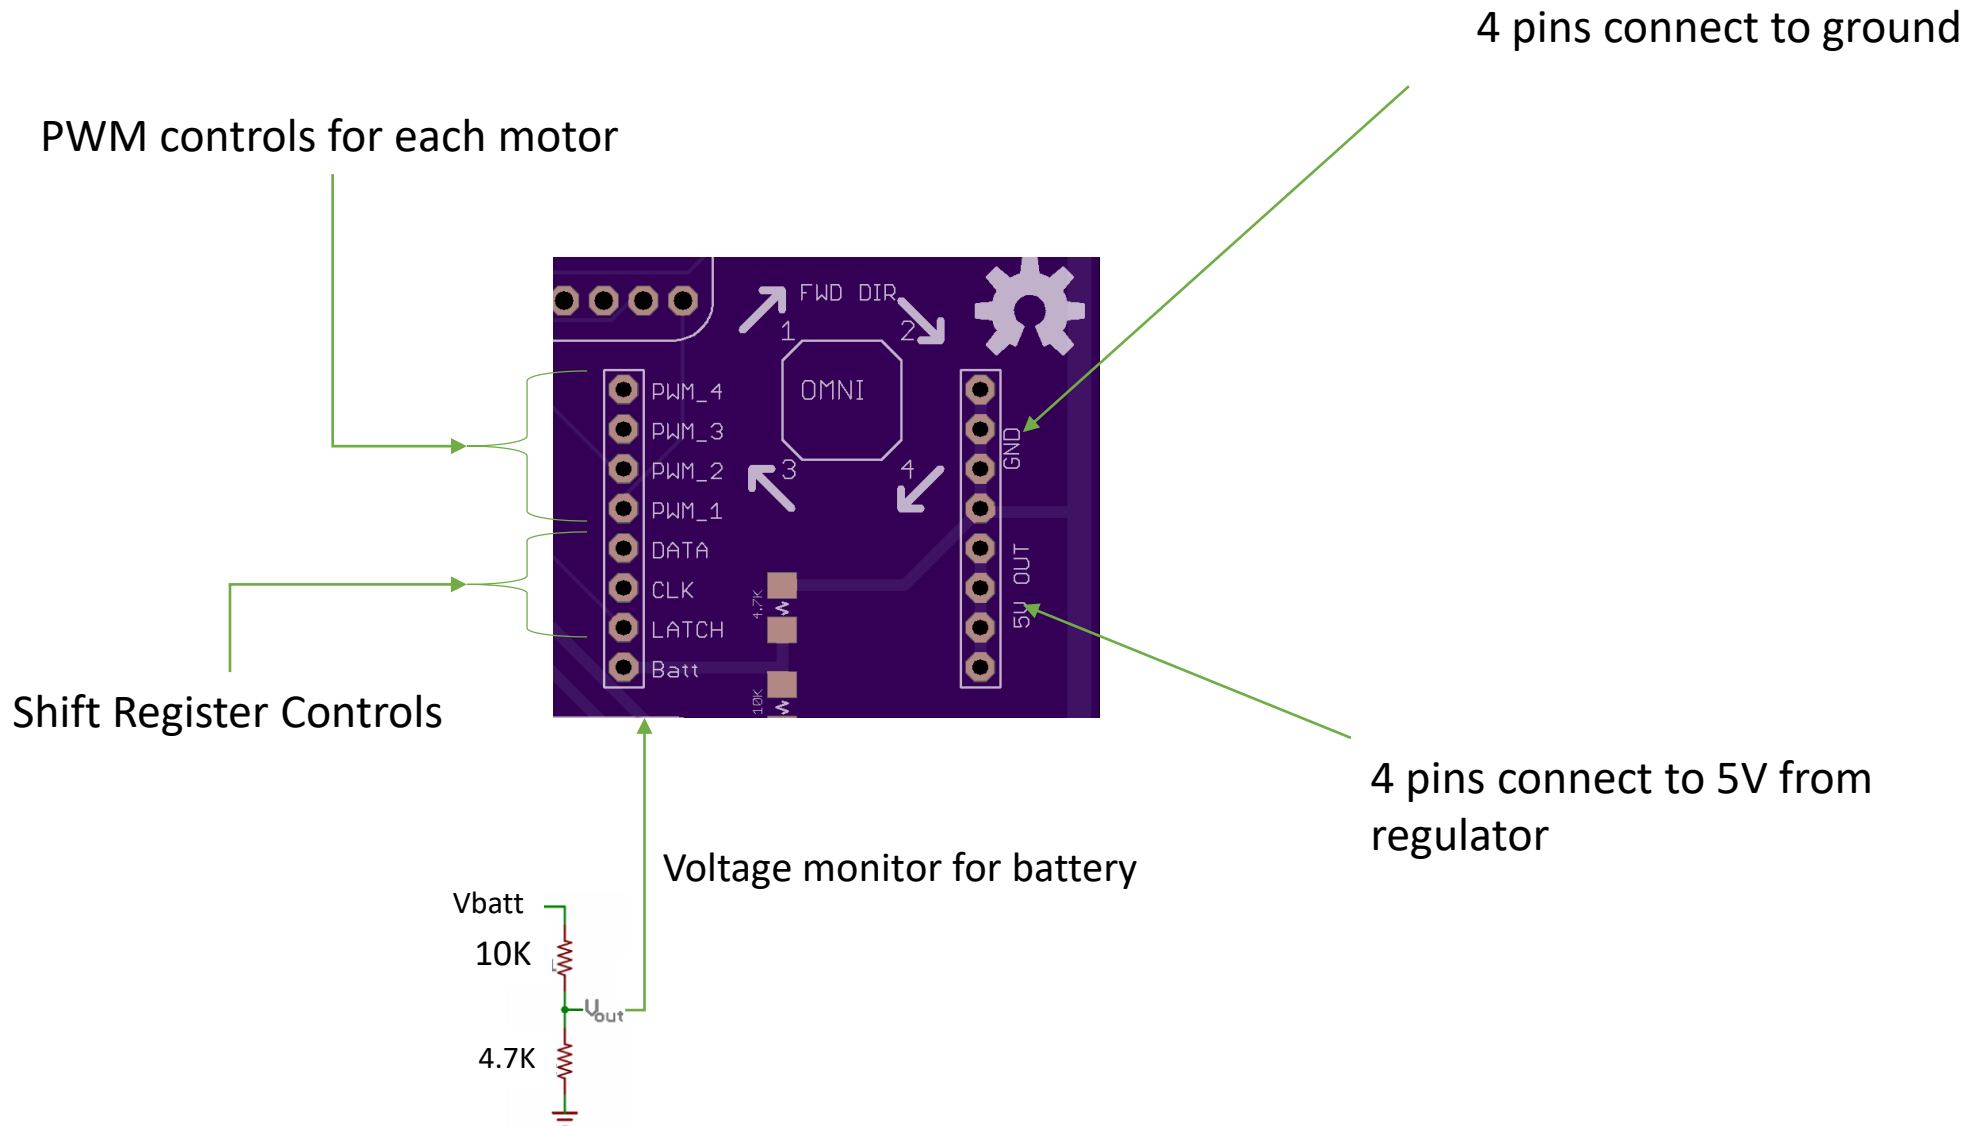 4 pins connect to ground
PWM controls for each motor
FWD DIR
1
2
OMNI
3
4
PWM_4
PWM_3
PWM_2
PWM_1
DATA
CLK
LATCH
Batt
GND
5V OUT
4.7K
10K
Shift Register Controls
4 pins connect to 5V from
regulator
Voltage monitor for battery
Vbatt
10K
Vout
4.7K